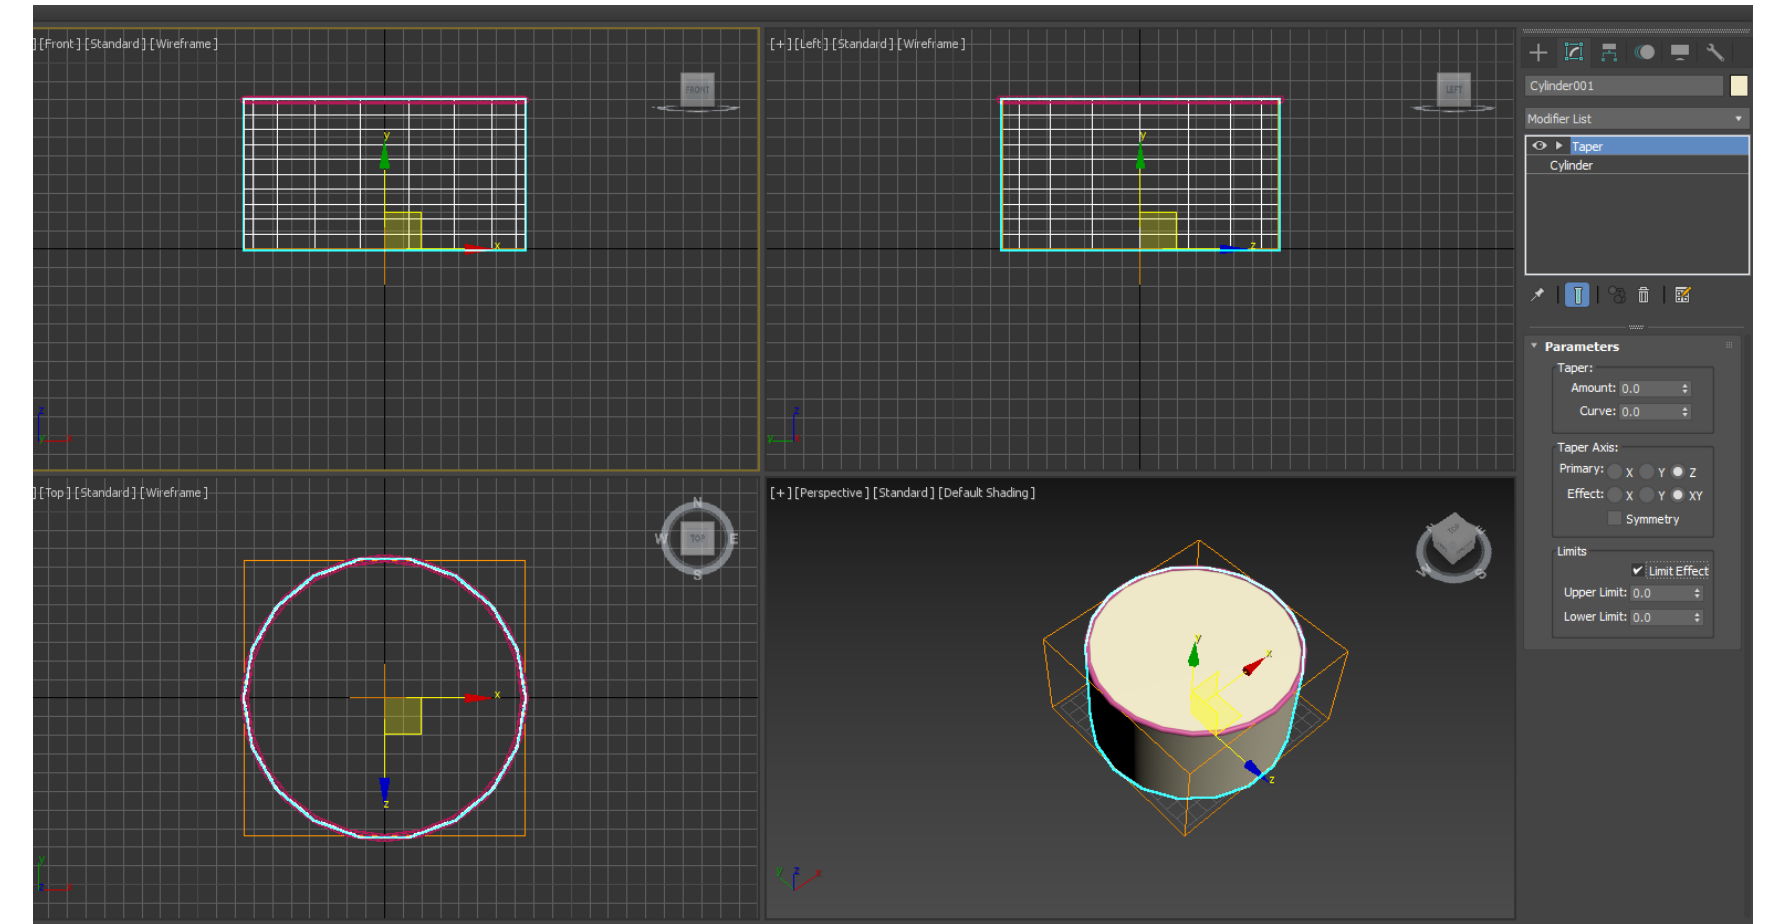 ] [Front ] [Standard ] [Wireframe ]
[+] [Left ] [Standard ] [Wireframe ]
FRONT
LEFT
y
x
y
z
z
y
x
z
y
x
Cylinder001
Modifier List
Taper
Cylinder
Parameters
Taper:
Amount: 0.0
Curve: 0.0
Taper Axis:
Primary: X Y Z
Effect: X Y XY
Symmetry
Limits
Limit Effect
Upper Limit: 0.0
Lower Limit: 0.0
] [Top ] [Standard ] [Wireframe ]
[+] [Perspective ] [Standard ] [Default Shading ]
N
W TOP E
S
TOP
N
E
W
S
x
z
y
x
z
y
z
x
y
z
x